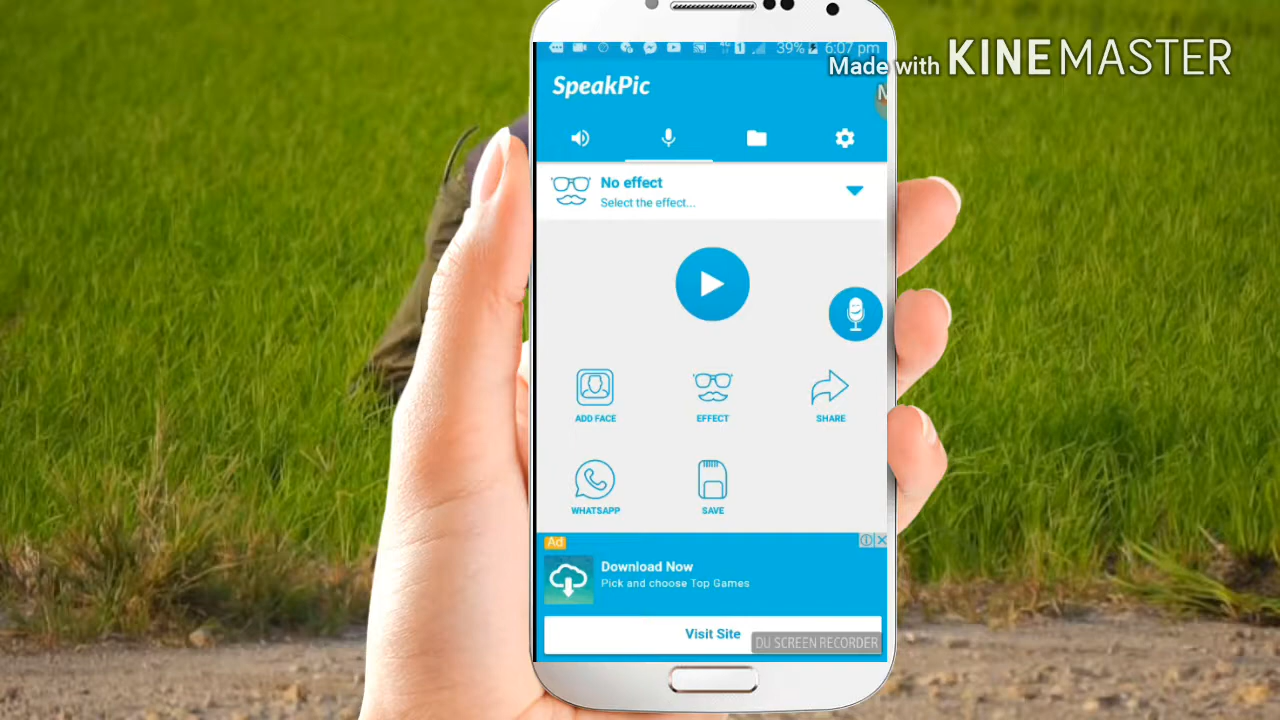 39% 6:07 pm
Made with KINEMASTER
SpeakPic
No effect
Select the effect...
ADD FACE
EFFECT
SHARE
WHATSAPP
SAVE
Ad
Download Now
Pick and choose Top Games
Visit Site
DU SCREEN RECORDER